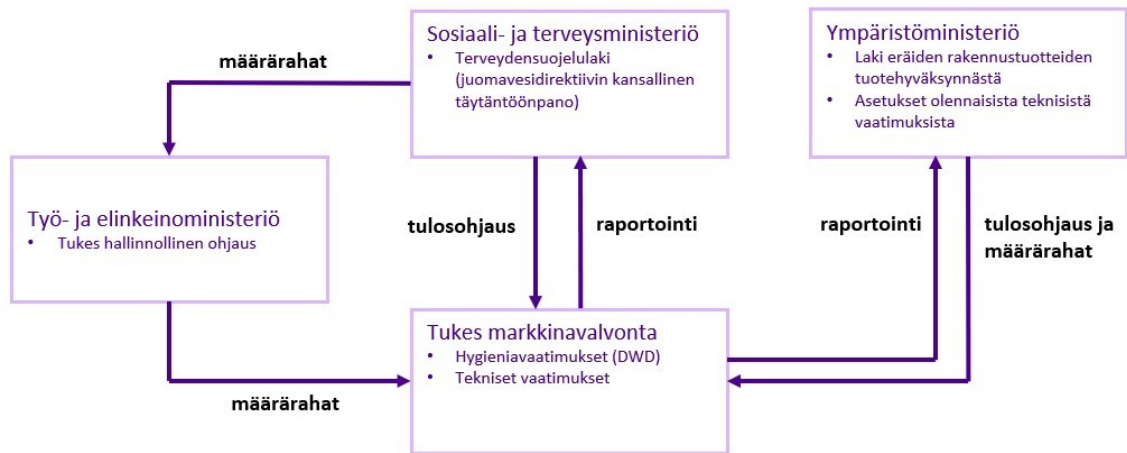 Sosiaali- ja terveysministeriö
• Terveydensuojelulaki
(juomavesidirektiivin kansallinen
täytäntöönpano)
Ympäristöministeriö
• Laki eräiden rakennustuotteiden
tuotehyväksynnästä
• Asetukset olennaisista teknisistä
vaatimuksista
määrärahat
Työ- ja elinkeinoministeriö
• Tukes hallinnollinen ohjaus
tulosohjaus
raportointi
raportointi
tulosohjaus ja
määrärahat
Tukes markkinavalvonta
• Hygieniavaatimukset (DWD)
• Tekniset vaatimukset
määrärahat